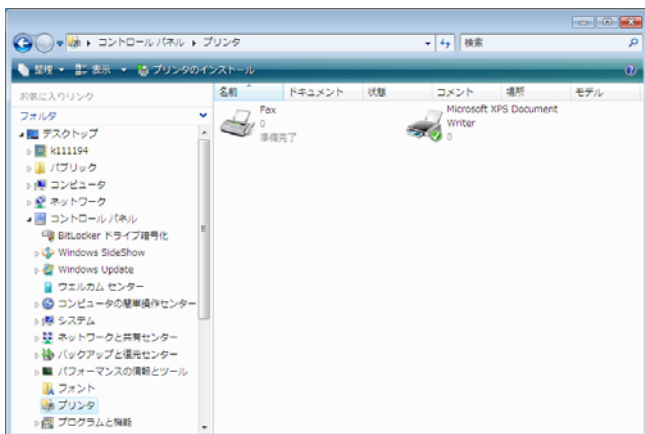 コントロール パネル ▸ プリンタ
検索
整理 表示 プリンタのインストール
お気に入りリンク
名前 ドキュメント 状態 コメント 場所 モデル
フォルダ
デスクトップ
k111194
パブリック
コンピュータ
ネットワーク
コントロール パネル
BitLocker ドライブ暗号化
Windows SideShow
Windows Update
ウェルカム センター
コンピュータの簡単操作センター
システム
ネットワークと共有センター
バックアップと復元センター
パフォーマンスの情報とツール
フォント
プリンタ
プログラムと機能
Fax
0
準備完了
Microsoft XPS Document
Writer
0